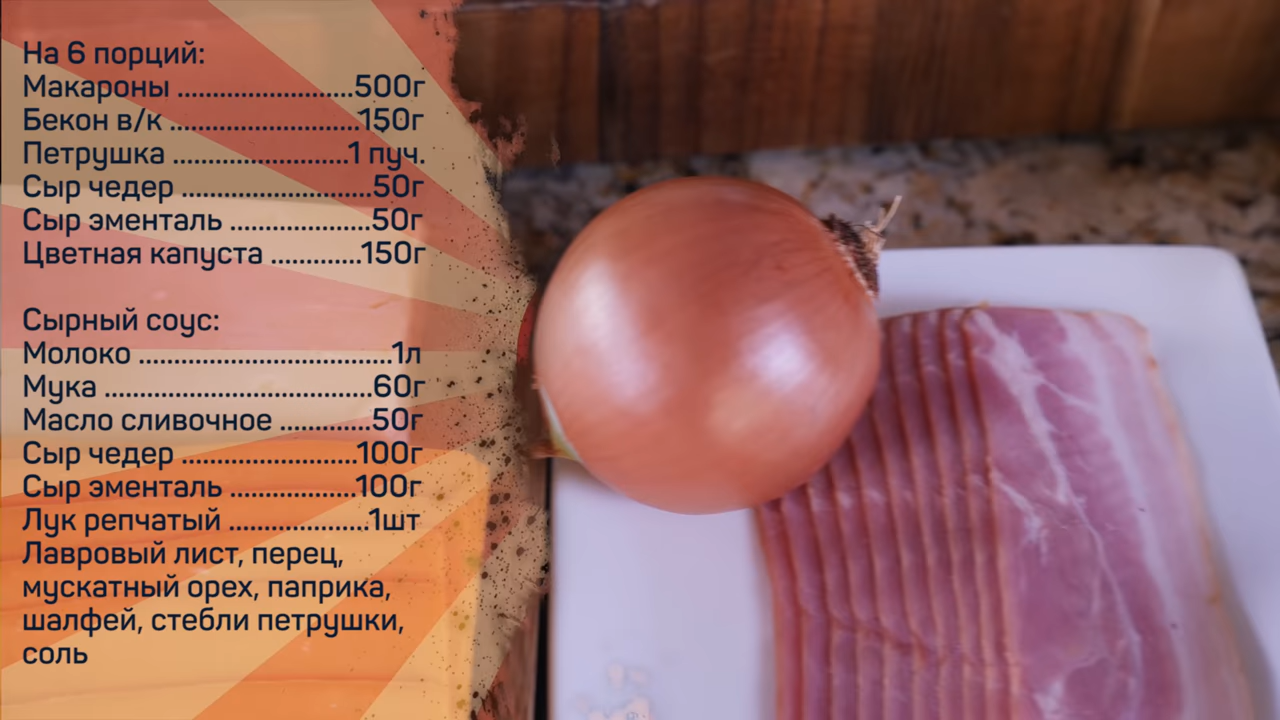 На 6 порций:
Макароны ........................500г
Бекон в/к ..........................150г
Петрушка ........................1 пуч.
Сыр чедер ..........................50г
Сыр эменталь ...................50г
Цветная капуста .............150г
Сырный соус:
Молоко ...................................1л
Мука .....................................60г
Масло сливочное .............50г
Сыр чедер ........................100г
Сыр эменталь .................100г
Лук репчатый ....................1шт
Лавровый лист, перец,
мускатный орех, паприка,
шалфей, стебли петрушки,
соль